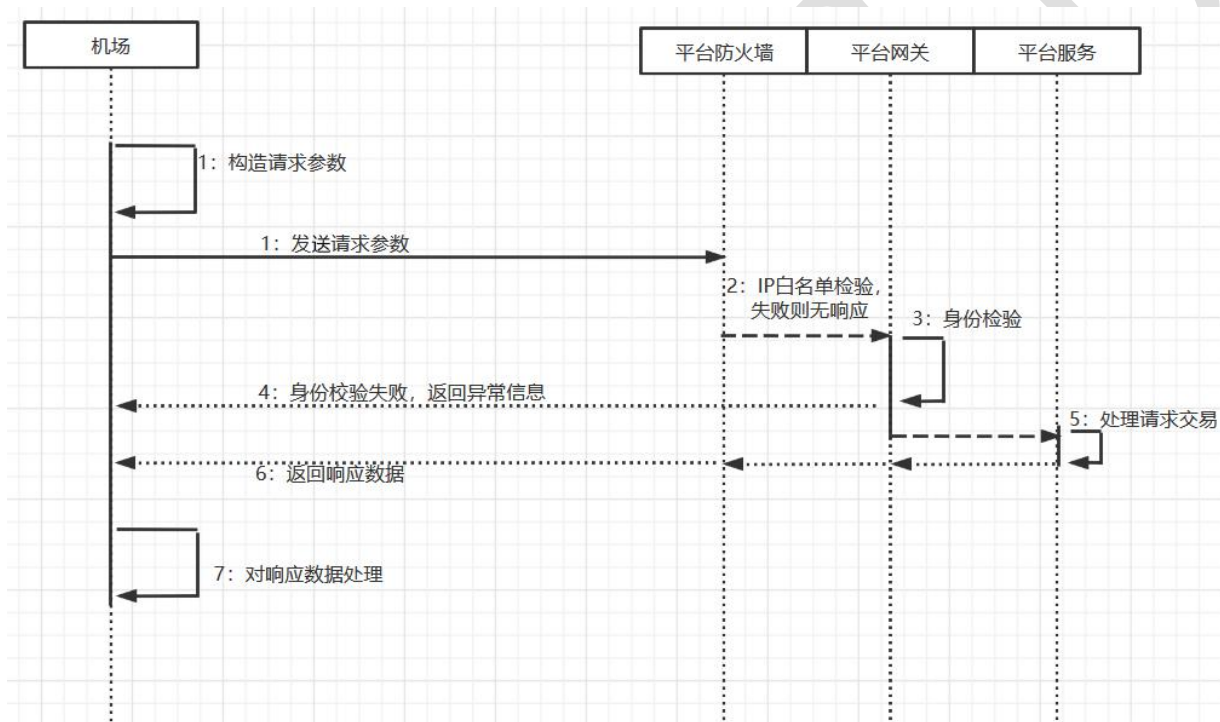 机场
平台防火墙
平台网关
平台服务
1：构造请求参数
1：发送请求参数
2：IP白名单检验，
失败则无响应
3：身份检验
4：身份校验失败，返回异常信息
5：处理请求交易
6：返回响应数据
7：对响应数据处理